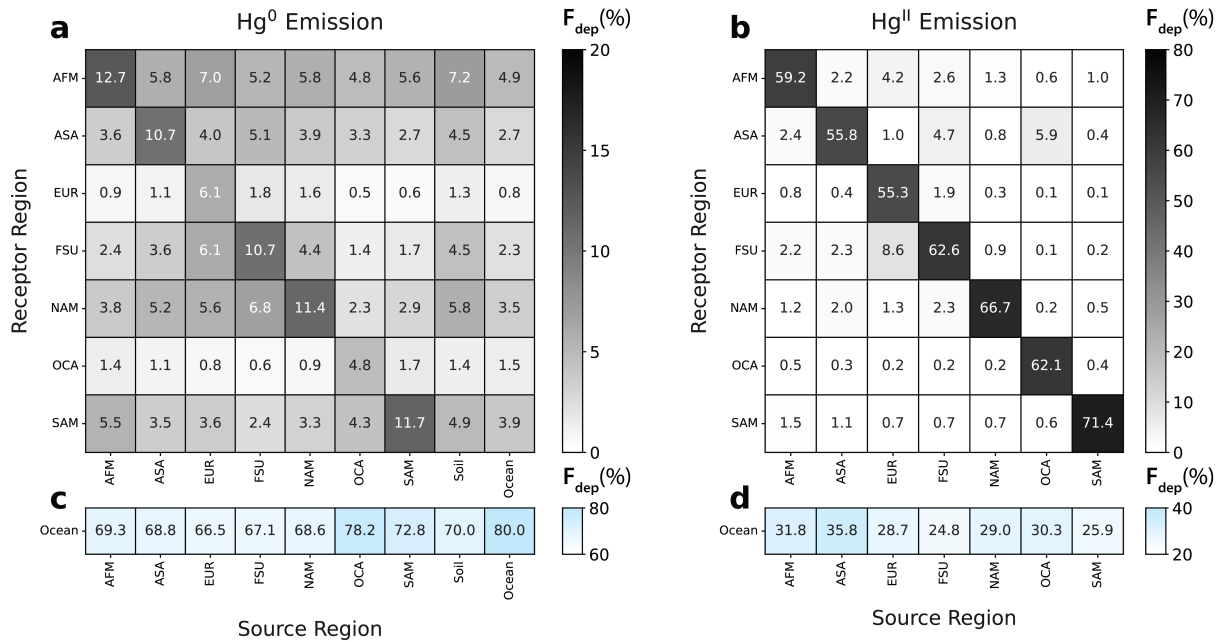 a Hg0 Emission Fdep(%)
AFM 12.7 5.8 7.0 5.2 5.8 4.8 5.6 7.2 4.9
ASA 3.6 10.7 4.0 5.1 3.9 3.3 2.7 4.5 2.7
EUR 0.9 1.1 6.1 1.8 1.6 0.5 0.6 1.3 0.8
FSU 2.4 3.6 6.1 10.7 4.4 1.4 1.7 4.5 2.3
NAM 3.8 5.2 5.6 6.8 11.4 2.3 2.9 5.8 3.5
OCA 1.4 1.1 0.8 0.6 0.9 4.8 1.7 1.4 1.5
SAM 5.5 3.5 3.6 2.4 3.3 4.3 11.7 4.9 3.9
AFM ASA EUR FSU NAM OCA SAM Soil Ocean
Receptor Region
20
15
10
5
0
b HgII Emission Fdep(%)
AFM 59.2 2.2 4.2 2.6 1.3 0.6 1.0
ASA 2.4 55.8 1.0 4.7 0.8 5.9 0.4
EUR 0.8 0.4 55.3 1.9 0.3 0.1 0.1
FSU 2.2 2.3 8.6 62.6 0.9 0.1 0.2
NAM 1.2 2.0 1.3 2.3 66.7 0.2 0.5
OCA 0.5 0.3 0.2 0.2 0.2 62.1 0.4
SAM 1.5 1.1 0.7 0.7 0.7 0.6 71.4
AFM ASA EUR FSU NAM OCA SAM
Receptor Region
80
70
60
50
40
30
20
10
0
c Fdep(%)
Ocean 69.3 68.8 66.5 67.1 68.6 78.2 72.8 70.0 80.0
AFM ASA EUR FSU NAM OCA SAM Soil Ocean
80
60
Source Region
d Fdep(%)
Ocean 31.8 35.8 28.7 24.8 29.0 30.3 25.9
AFM ASA EUR FSU NAM OCA SAM
40
20
Source Region